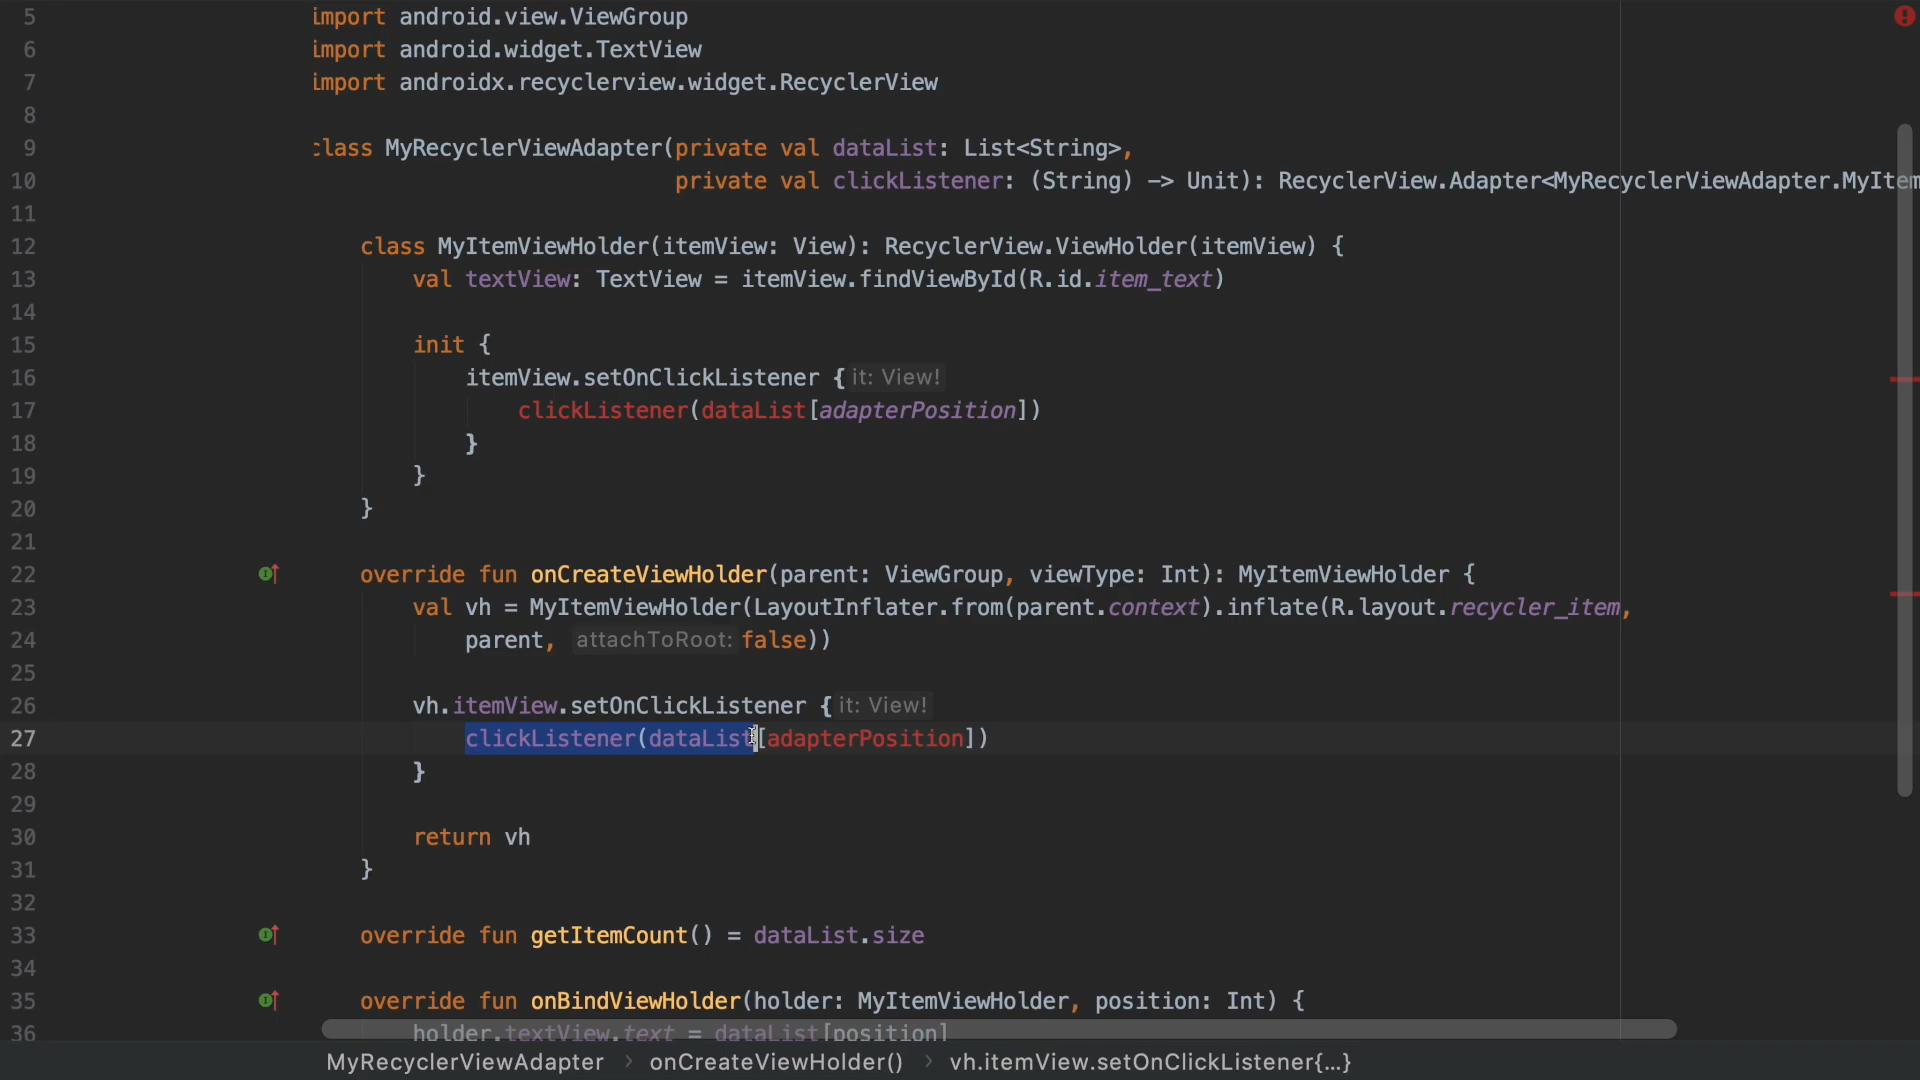 5 import android.view.ViewGroup
6 import android.widget.TextView
7 import androidx.recyclerview.widget.RecyclerView
8
9 class MyRecyclerViewAdapter(private val dataList: List<String>,
10 private val clickListener: (String) -> Unit): RecyclerView.Adapter<MyRecyclerViewAdapter.MyItem
11
12 class MyItemViewHolder(itemView: View): RecyclerView.ViewHolder(itemView) {
13 val textView: TextView = itemView.findViewById(R.id.item_text)
14
15 init {
16 itemView.setOnClickListener { it: View!
17 clickListener(dataList[adapterPosition])
18 }
19 }
20 }
21
22 override fun onCreateViewHolder(parent: ViewGroup, viewType: Int): MyItemViewHolder {
23 val vh = MyItemViewHolder(LayoutInflater.from(parent.context).inflate(R.layout.recycler_item,
24 parent, attachToRoot: false))
25
26 vh.itemView.setOnClickListener { it: View!
27 clickListener(dataList[adapterPosition])
28 }
29
30 return vh
31 }
32
33 override fun getItemCount() = dataList.size
34
35 override fun onBindViewHolder(holder: MyItemViewHolder, position: Int) {
36 holder.textView.text = dataList[position]
MyRecyclerViewAdapter › onCreateViewHolder() › vh.itemView.setOnClickListener{...}